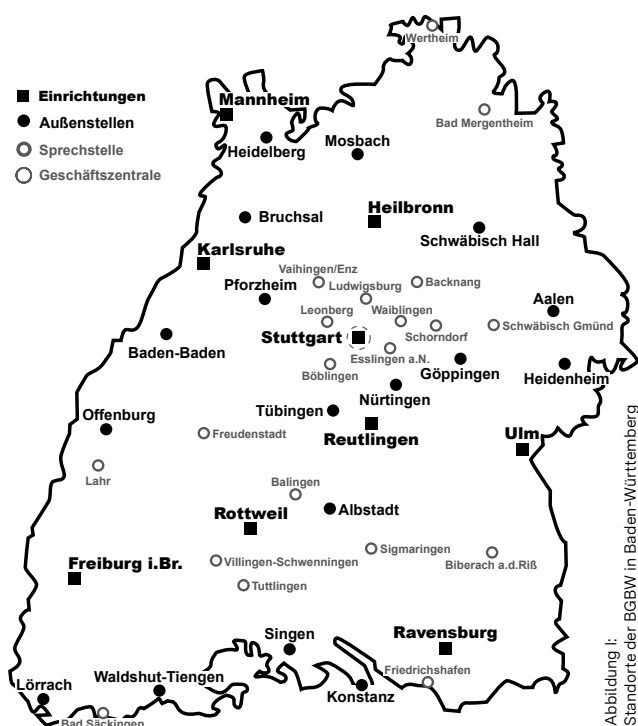 Wertheim
Einrichtungen
Außenstellen
Sprechstelle
Geschäftszentrale
Mannheim
Bad Mergentheim
Heidelberg
Mosbach
Bruchsal
Heilbronn
Schwäbisch Hall
Karlsruhe
Vaihingen/Enz
Ludwigsburg
Backnang
Pforzheim
Leonberg
Waiblingen
Aalen
Stuttgart
Schorndorf
Schwäbisch Gmünd
Baden-Baden
Esslingen a.N.
Böblingen
Göppingen
Heidenheim
Nürtingen
Tübingen
Offenburg
Freudenstadt
Reutlingen
Ulm
Lahr
Balingen
Rottweil
Albstadt
Freiburg i.Br.
Villingen-Schwenningen
Sigmaringen
Biberach a.d.Riß
Tuttlingen
Singen
Ravensburg
Friedrichshafen
Waldshut-Tiengen
Konstanz
Lörrach
Bad Säckingen
Abbildung I:
Standorte der BGBW in Baden-Württemberg